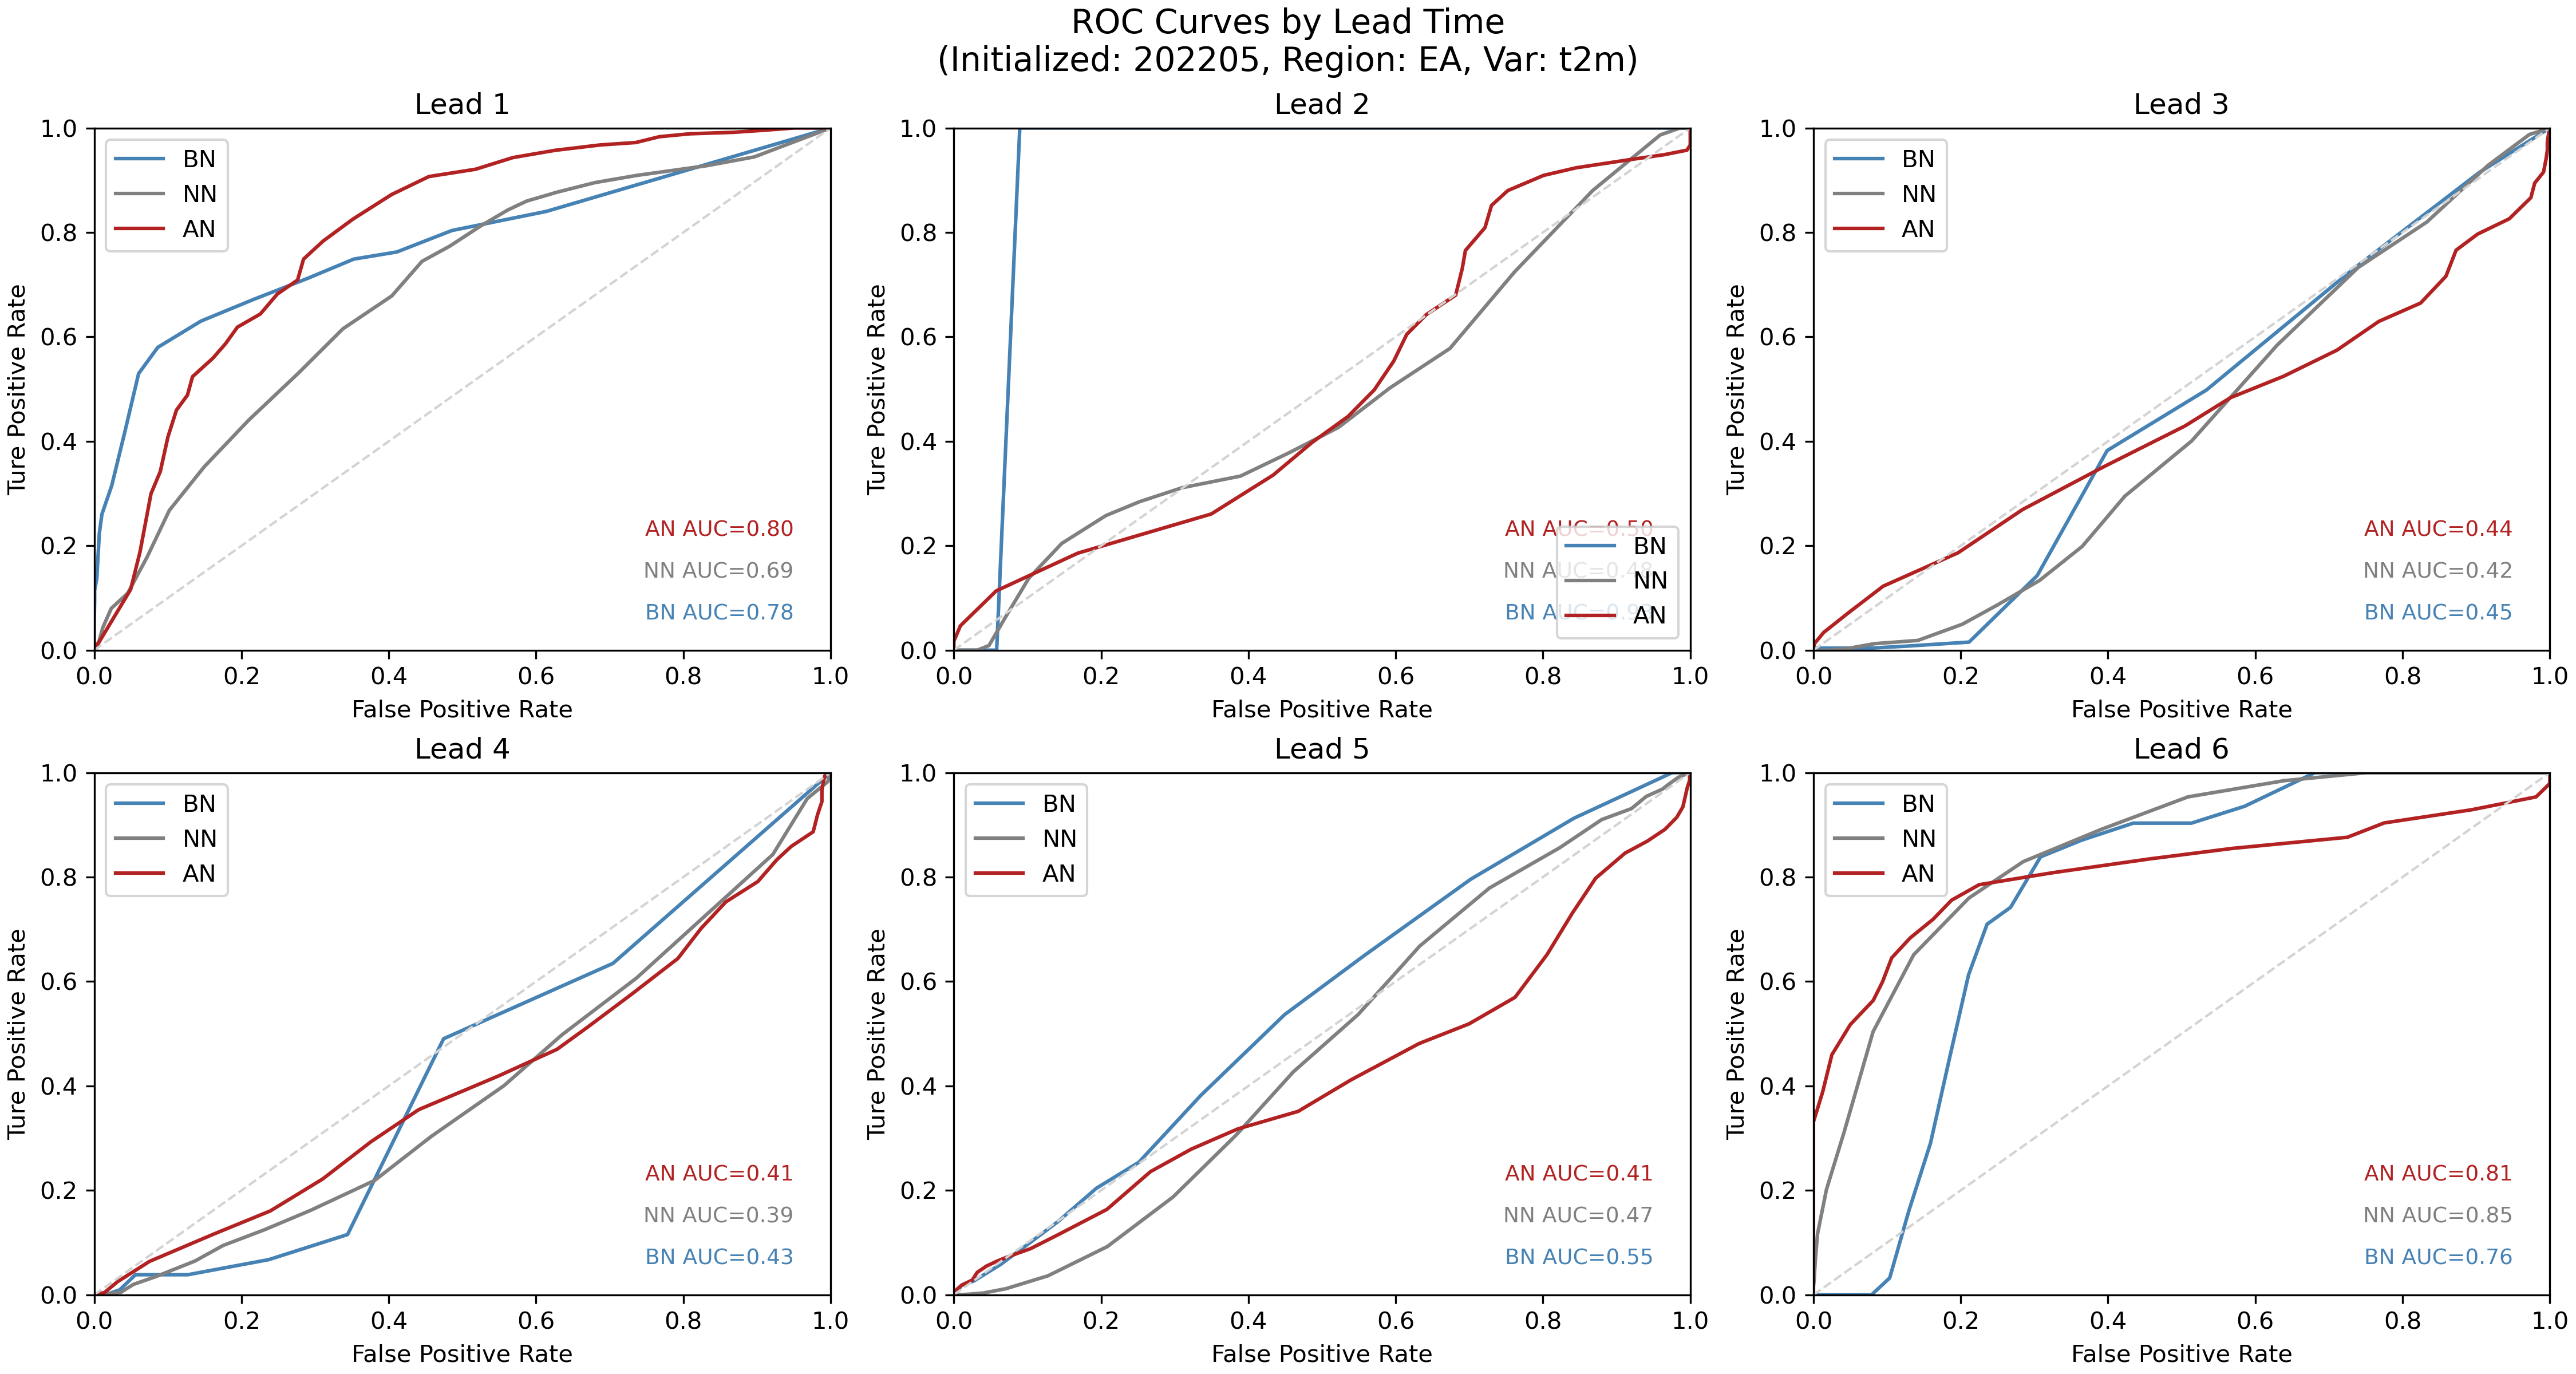 ROC Curves by Lead Time
(Initialized: 202205, Region: EA, Var: t2m)
Lead 1
1.0
0.8
0.6
0.4
0.2
0.0
Ture Positive Rate
BN
NN
AN
AN AUC=0.80
NN AUC=0.69
BN AUC=0.78
0.0 0.2 0.4 0.6 0.8 1.0
False Positive Rate
Lead 2
1.0
0.8
0.6
0.4
0.2
0.0
Ture Positive Rate
AN AUC=0.50
NN AUC=0.48
BN
BN
NN
AN
0.0 0.2 0.4 0.6 0.8 1.0
False Positive Rate
Lead 3
1.0
0.8
0.6
0.4
0.2
0.0
Ture Positive Rate
BN
NN
AN
AN AUC=0.44
NN AUC=0.42
BN AUC=0.45
0.0 0.2 0.4 0.6 0.8 1.0
False Positive Rate
Lead 4
1.0
0.8
0.6
0.4
0.2
0.0
Ture Positive Rate
BN
NN
AN
AN AUC=0.41
NN AUC=0.39
BN AUC=0.43
0.0 0.2 0.4 0.6 0.8 1.0
False Positive Rate
Lead 5
1.0
0.8
0.6
0.4
0.2
0.0
Ture Positive Rate
BN
NN
AN
AN AUC=0.41
NN AUC=0.47
BN AUC=0.55
0.0 0.2 0.4 0.6 0.8 1.0
False Positive Rate
Lead 6
1.0
0.8
0.6
0.4
0.2
0.0
Ture Positive Rate
BN
NN
AN
AN AUC=0.81
NN AUC=0.85
BN AUC=0.76
0.0 0.2 0.4 0.6 0.8 1.0
False Positive Rate